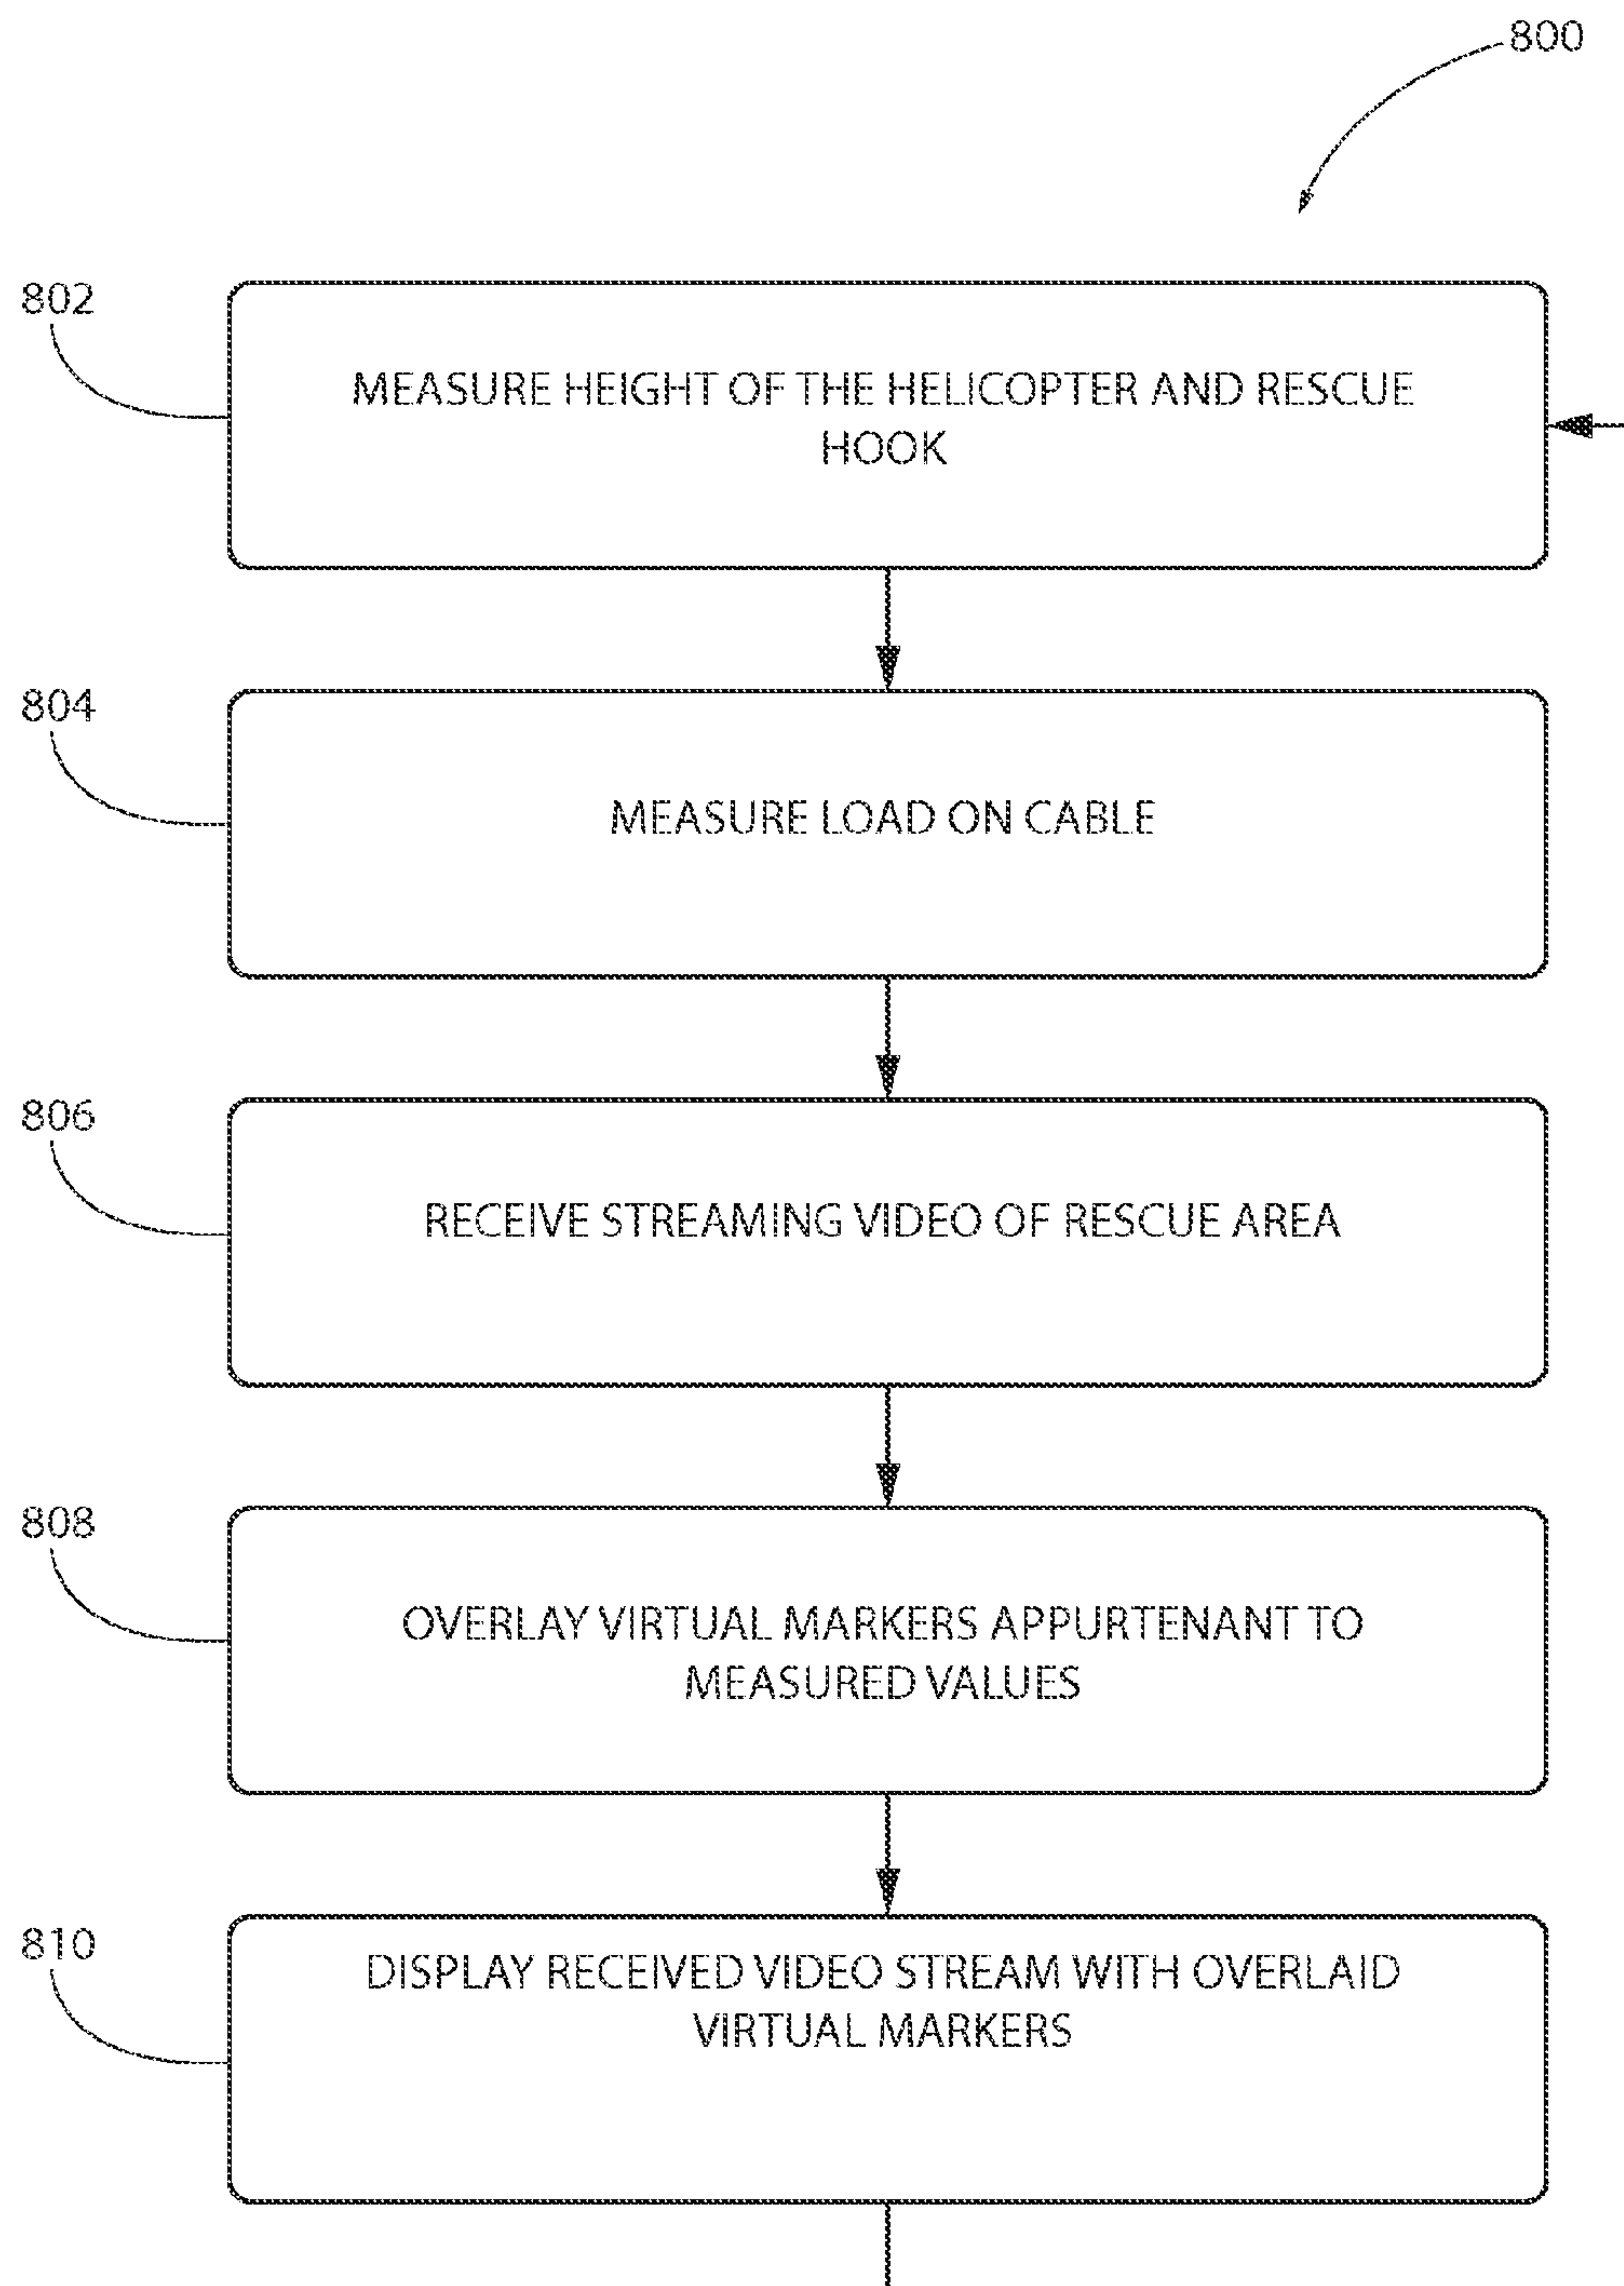 800
802
MEASURE HEIGHT OF THE HELICOPTER AND RESCUE
HOOK
804
MEASURE LOAD ON CABLE
806
RECEIVE STREAMING VIDEO OF RESCUE AREA
808
OVERLAY VIRTUAL MARKERS APPURTENANT TO
MEASURED VALUES
810
DISPLAY RECEIVED VIDEO STREAM WITH OVERLAID
VIRTUAL MARKERS